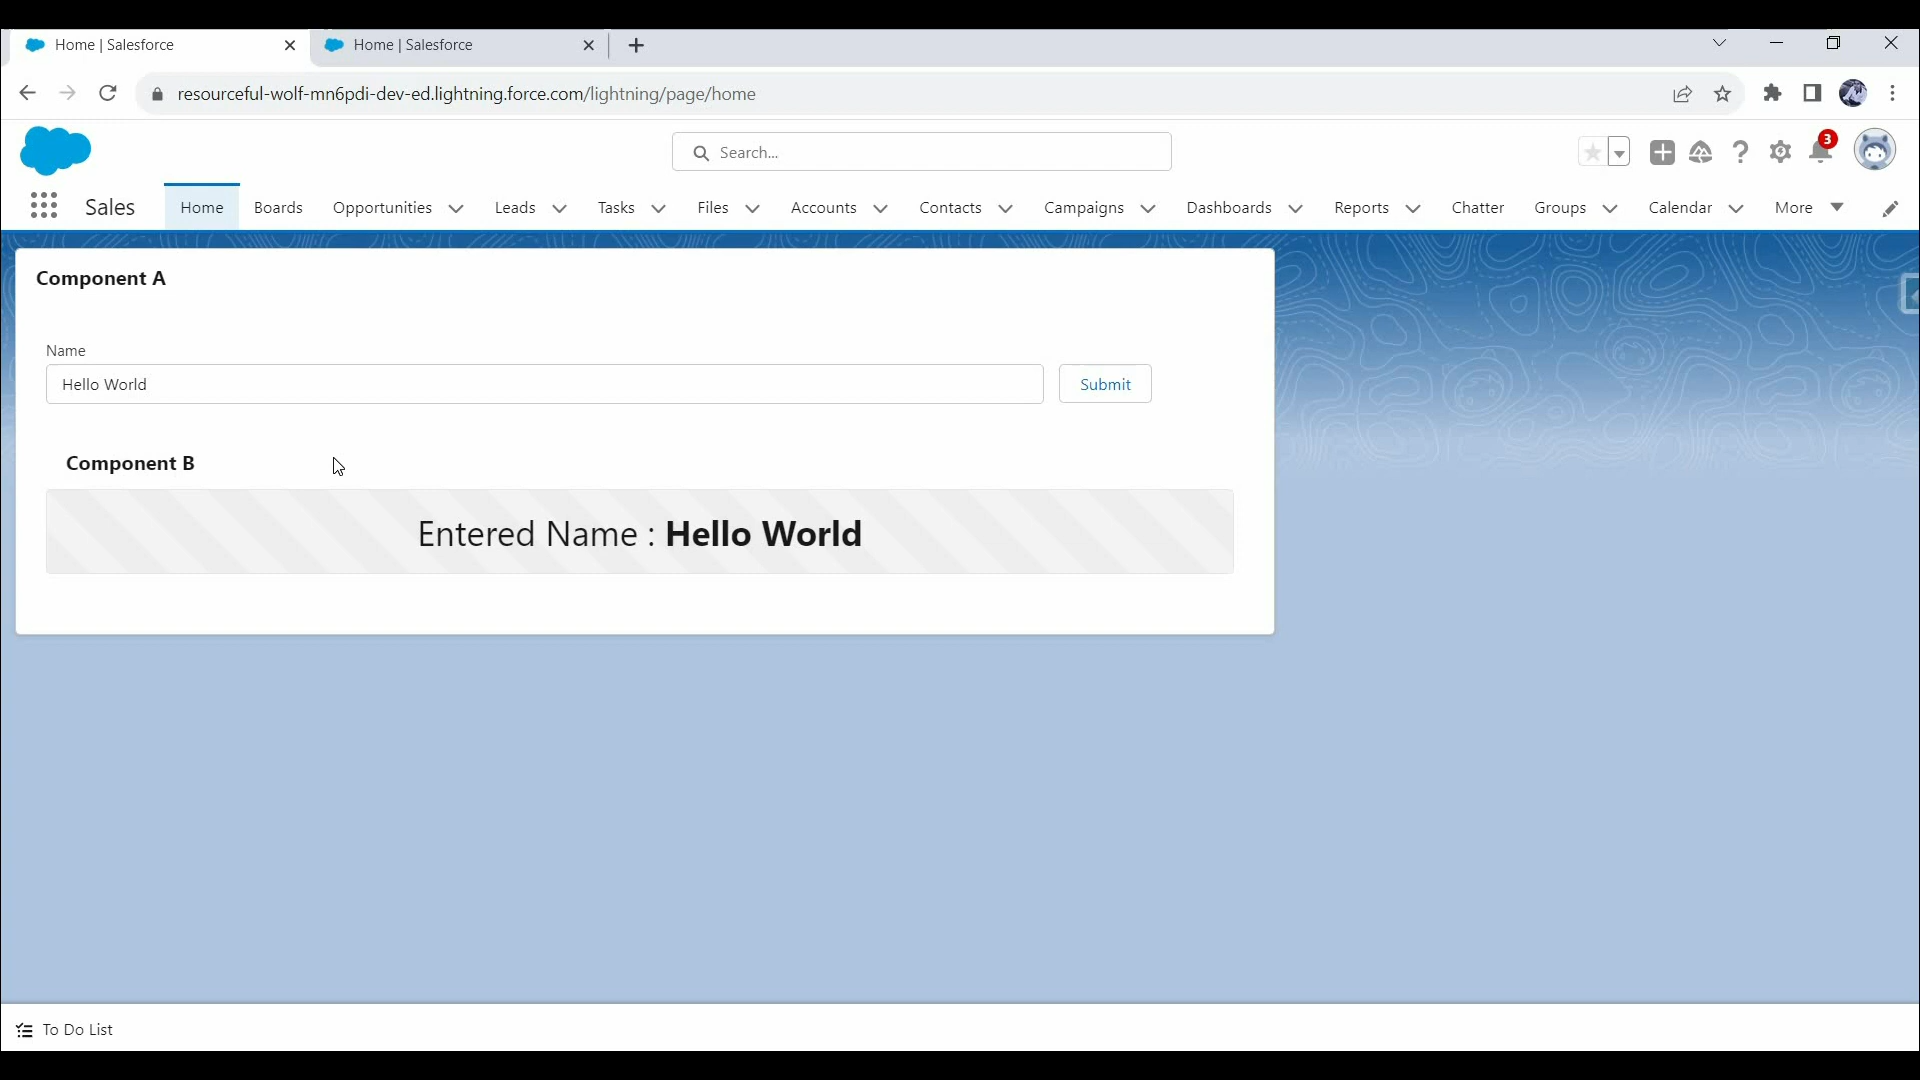 Home | Salesforce
Home | Salesforce
resourceful-wolf-mn6pdi-dev-ed.lightning.force.com/lightning/page/home
Search...
3
Sales
Home
Boards
Opportunities
Leads
Tasks
Files
Accounts
Contacts
Campaigns
Dashboards
Reports
Chatter
Groups
Calendar
More
Component A
Name
Hello World
Submit
Component B
Entered Name : Hello World
To Do List